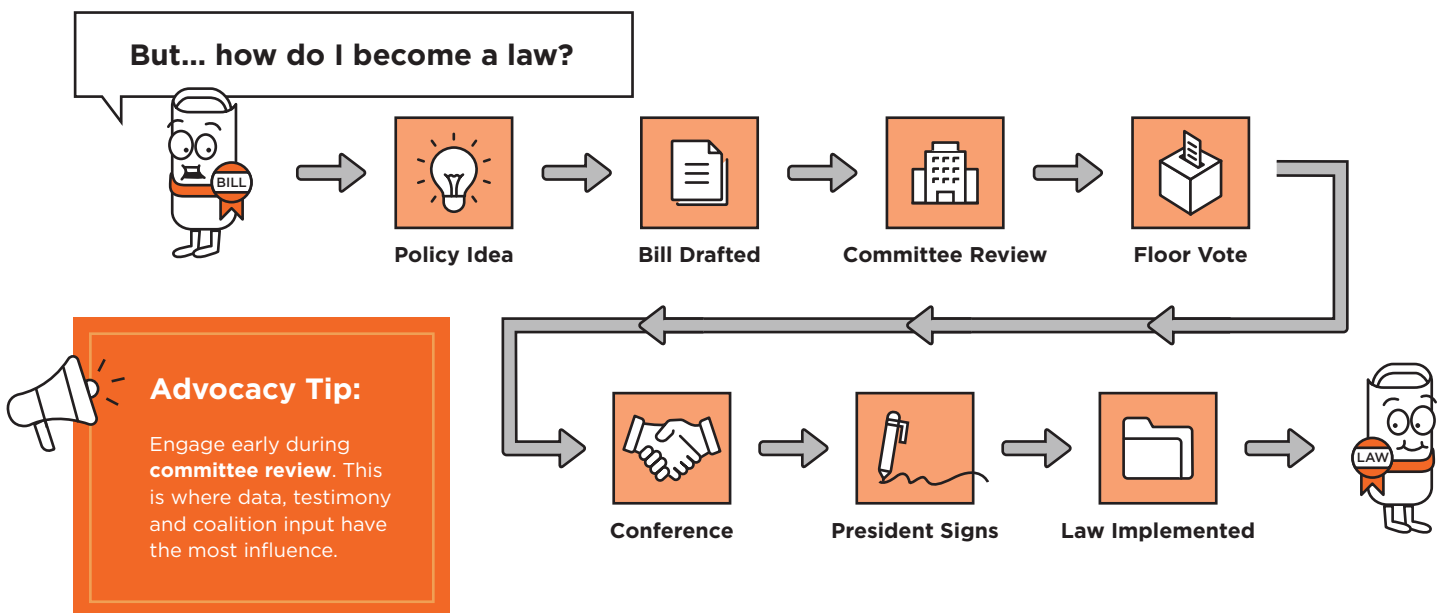 But... how do I become a law?
BILL
Policy Idea
Bill Drafted
Committee Review
Floor Vote
Advocacy Tip:
Engage early during
committee review. This
is where data, testimony
and coalition input have
the most influence.
Conference
President Signs
Law Implemented
LAW